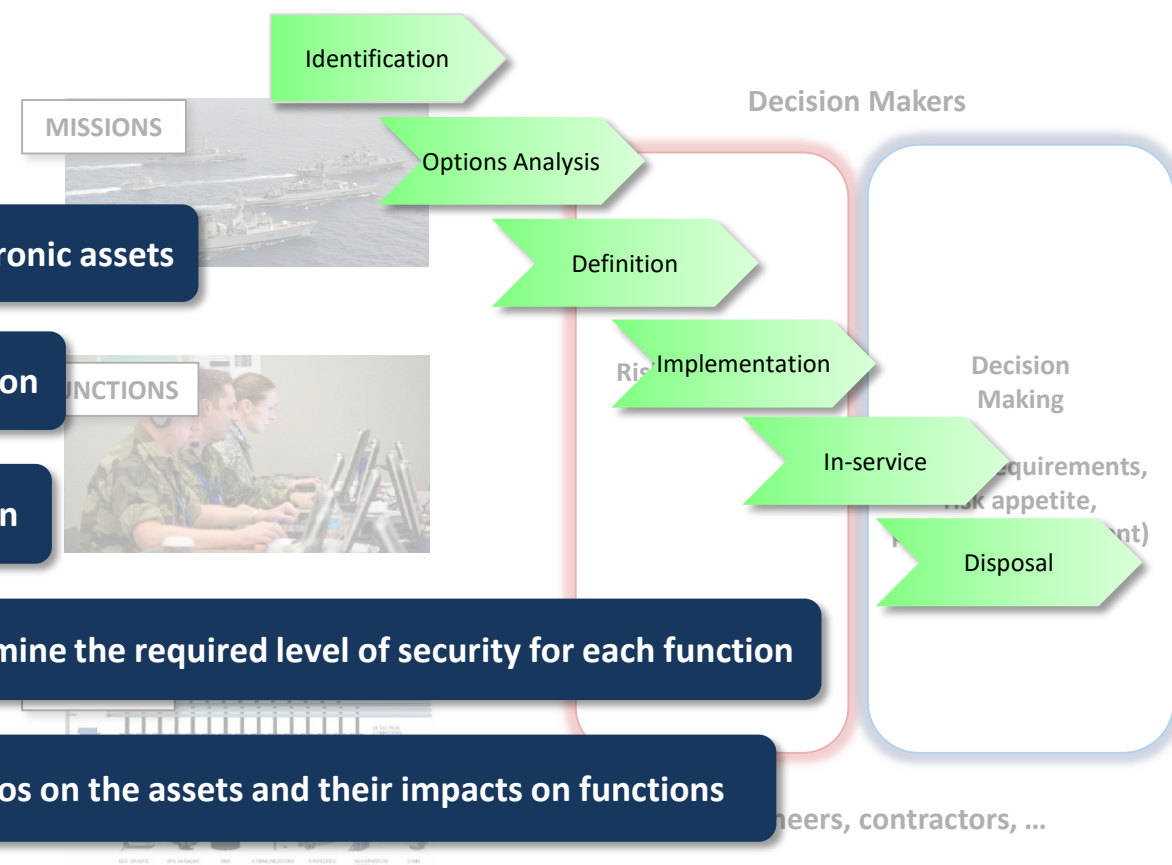 Identification
Decision Makers
MISSIONS
Options Analysis
ronic assets
Definition
Implementation
Decision
Making
on
NCTIONS
In-service
equirements,
risk appetite,
nt)
n
Disposal
mine the required level of security for each function
os on the assets and their impacts on functions
neers, contractors, …
COMMUNICATIONS